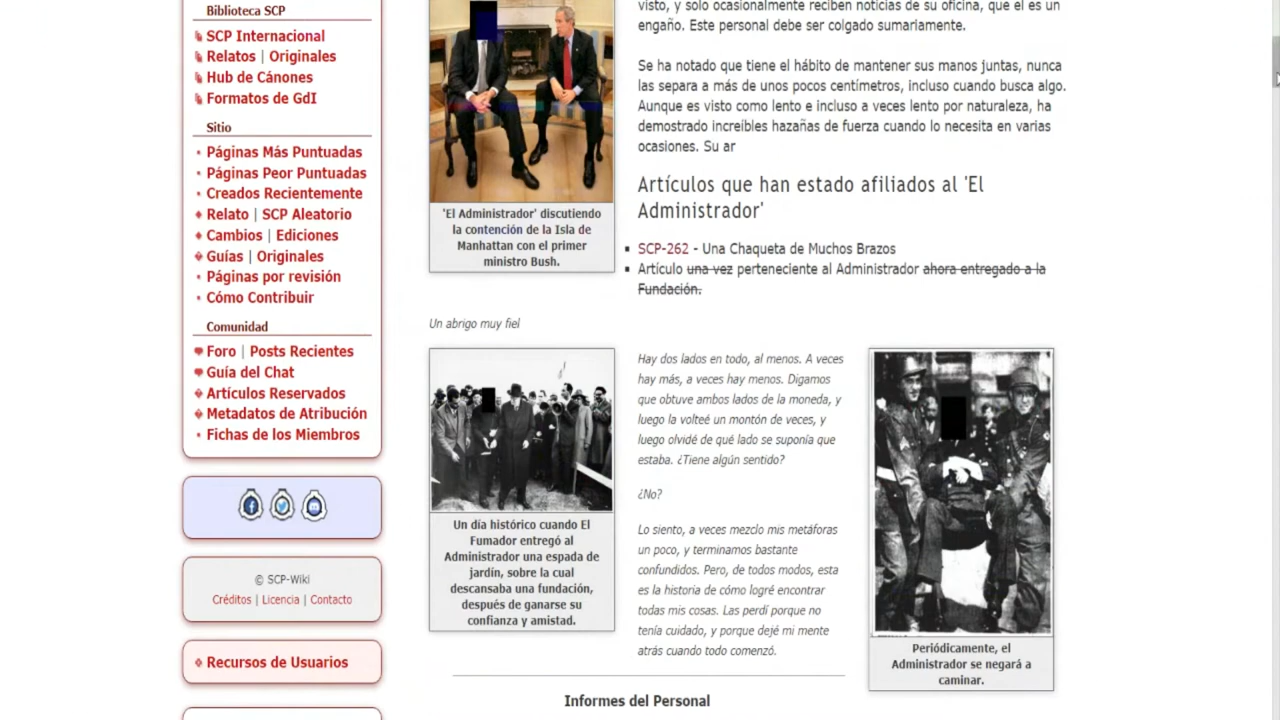 Biblioteca SCP
SCP Internacional
Relatos | Originales
Hub de Cánones
Formatos de GdI
Sitio
Páginas Más Puntuadas
Páginas Peor Puntuadas
Creados Recientemente
Relato | SCP Aleatorio
Cambios | Ediciones
Guías | Originales
Páginas por revisión
Cómo Contribuir
Comunidad
Foro | Posts Recientes
Guía del Chat
Artículos Reservados
Metadatos de Atribución
Fichas de los Miembros
© SCP-Wiki
Créditos | Licencia | Contacto
Recursos de Usuarios
'El Administrador' discutiendo
la contención de la Isla de
Manhattan con el primer
ministro Bush.
visto, y solo ocasionalmente reciben noticias de su oficina, que el es un
engaño. Este personal debe ser colgado sumariamente.
Se ha notado que tiene el hábito de mantener sus manos juntas, nunca
las separa a más de unos pocos centímetros, incluso cuando busca algo.
Aunque es visto como lento e incluso a veces lento por naturaleza, ha
demostrado increíbles hazañas de fuerza cuando lo necesita en varias
ocasiones. Su ar
Artículos que han estado afiliados al 'El
Administrador'
SCP-262 - Una Chaqueta de Muchos Brazos
Artículo una vez perteneciente al Administrador ahora entregado a la
Fundación.
Un abrigo muy fiel
Un día histórico cuando El
Fumador entregó al
Administrador una espada de
jardín, sobre la cual
descansaba una fundación,
después de ganarse su
confianza y amistad.
Hay dos lados en todo, al menos. A veces
hay más, a veces hay menos. Digamos
que obtuve ambos lados de la moneda, y
luego la volteé un montón de veces, y
luego olvidé de qué lado se suponía que
estaba. ¿Tiene algún sentido?
¿No?
Lo siento, a veces mezclo mis metáforas
un poco, y terminamos bastante
confundidos. Pero, de todos modos, esta
es la historia de cómo logré encontrar
todas mis cosas. Las perdí porque no
tenía cuidado, y porque dejé mi mente
atrás cuando todo comenzó.
Periódicamente, el
Administrador se negará a
caminar.
Informes del Personal